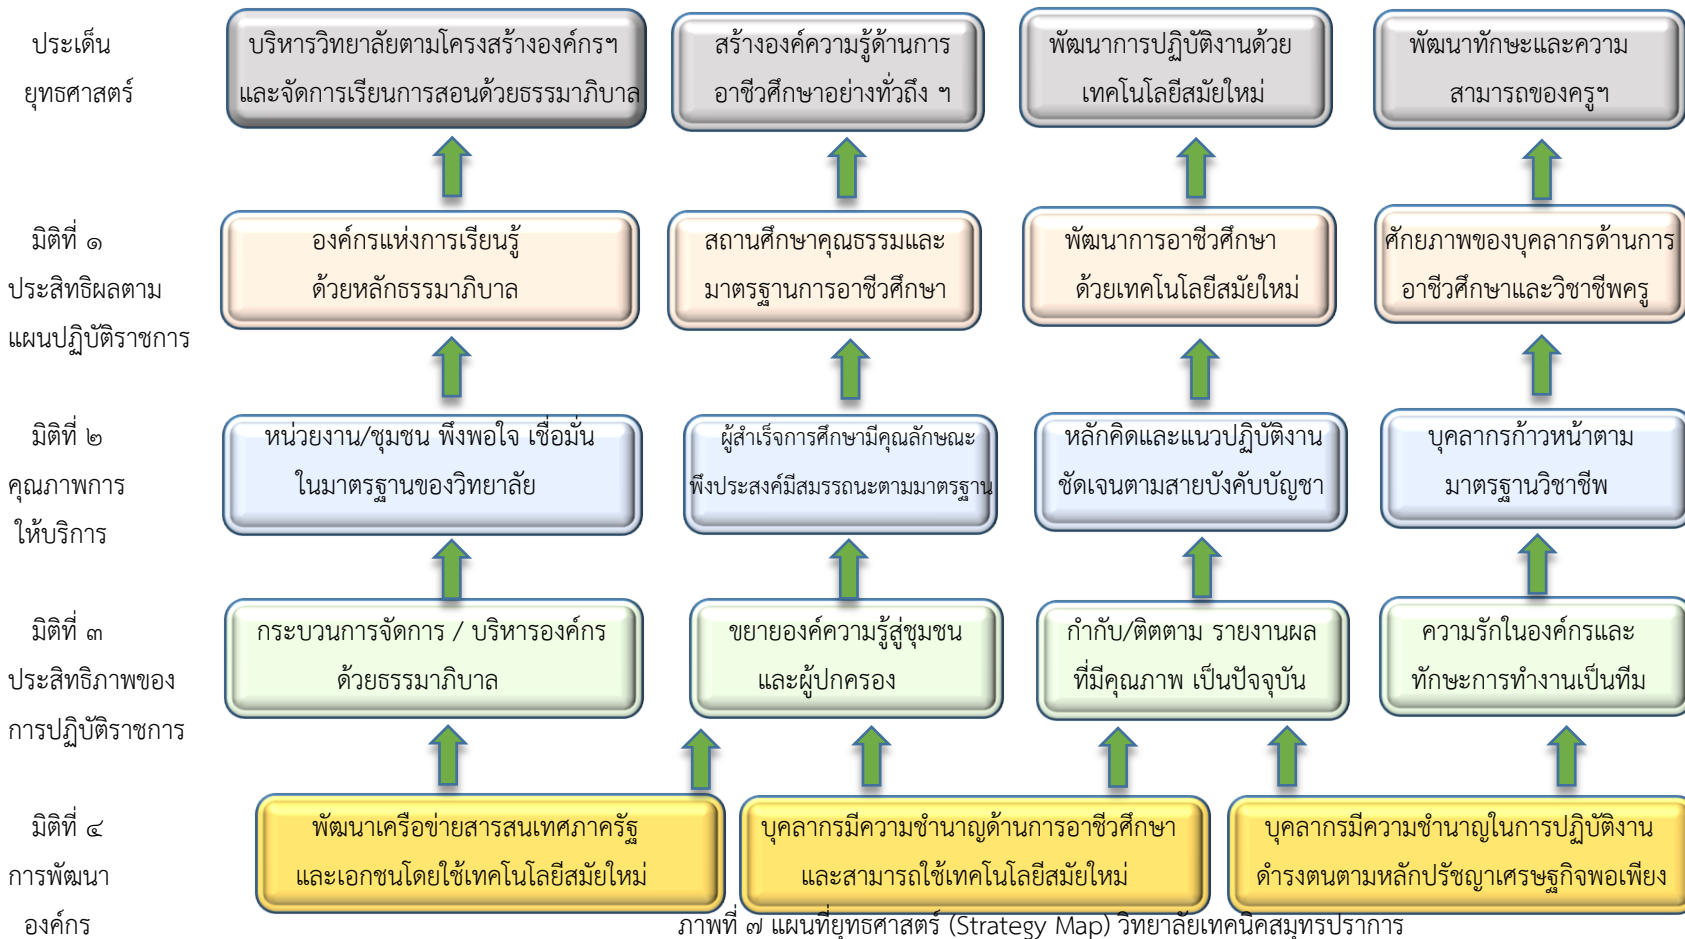 ประเด็น
ยุทธศาสตร์
บริหารวิทยาลัยตามโครงสร้างองค์กรฯ
และจัดการเรียนการสอนด้วยธรรมาภิบาล
สร้างองค์ความรู้ด้านการ
อาชีวศึกษาอย่างทั่วถึง ฯ
พัฒนาการปฏิบัติงานด้วย
เทคโนโลยีสมัยใหม่
พัฒนาทักษะและความ
สามารถของครูฯ
มิติที่ ๑
ประสิทธิผลตาม
แผนปฏิบัติราชการ
องค์กรแห่งการเรียนรู้
ด้วยหลักธรรมาภิบาล
สถานศึกษาคุณธรรมและ
มาตรฐานการอาชีวศึกษา
พัฒนาการอาชีวศึกษา
ด้วยเทคโนโลยีสมัยใหม่
ศักยภาพของบุคลากรด้านการ
อาชีวศึกษาและวิชาชีพครู
มิติที่ ๒
คุณภาพการ
ให้บริการ
หน่วยงาน/ชุมชน พึงพอใจ เชื่อมั่น
ในมาตรฐานของวิทยาลัย
ผู้สำเร็จการศึกษามีคุณลักษณะ
พึงประสงค์มีสมรรถนะตามมาตรฐาน
หลักคิดและแนวปฏิบัติงาน
ชัดเจนตามสายบังคับบัญชา
บุคลากรก้าวหน้าตาม
มาตรฐานวิชาชีพ
มิติที่ ๓
ประสิทธิภาพของ
การปฏิบัติราชการ
กระบวนการจัดการ / บริหารองค์กร
ด้วยธรรมาภิบาล
ขยายองค์ความรู้สู่ชุมชน
และผู้ปกครอง
กำกับ/ติตตาม รายงานผล
ที่มีคุณภาพ เป็นปัจจุบัน
ความรักในองค์กรและ
ทักษะการทำงานเป็นทีม
มิติที่ ๔
การพัฒนา
องค์กร
พัฒนาเครือข่ายสารสนเทศภาครัฐ
และเอกชนโดยใช้เทคโนโลยีสมัยใหม่
บุคลากรมีความชำนาญด้านการอาชีวศึกษา
และสามารถใช้เทคโนโลยีสมัยใหม่
บุคลากรมีความชำนาญในการปฏิบัติงาน
ดำรงตนตามหลักปรัชญาเศรษฐกิจพอเพียง
ภาพที่ ๗ แผนที่ยุทธศาสตร์ (Strategy Map) วิทยาลัยเทคนิคสมุทรปราการ